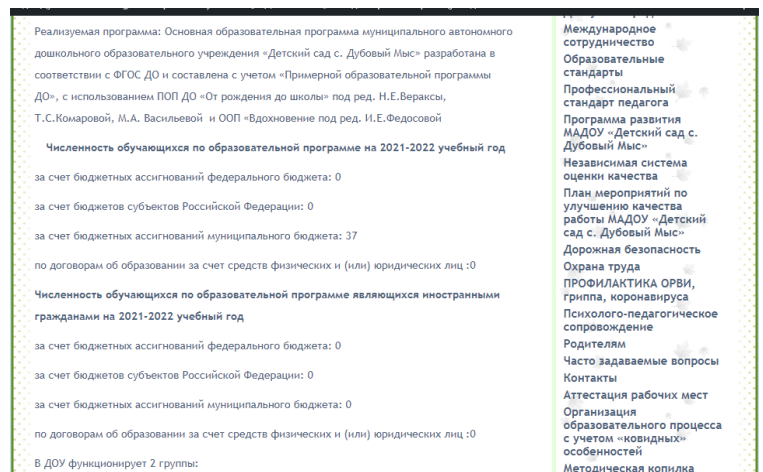 Реализуемая программа: Основная образовательная программа муниципального автономного
дошкольного образовательного учреждения «Детский сад с. Дубовый Мыс» разработана в
соответствии с ФГОС ДО и составлена с учетом «Примерной образовательной программы
ДО», с использованием ПОП ДО «От рождения до школы» под ред. Н.Е.Вераксы,
Т.С.Комаровой, М.А. Васильевой и ООП «Вдохновение под ред. И.Е.Федосовой
Численность обучающихся по образовательной программе на 2021-2022 учебный год
за счет бюджетных ассигнований федерального бюджета: 0
за счет бюджетов субъектов Российской Федерации: 0
за счет бюджетных ассигнований муниципального бюджета: 37
по договорам об образовании за счет средств физических и (или) юридических лиц :0
Численность обучающихся по образовательной программе являющихся иностранными
гражданами на 2021-2022 учебный год
за счет бюджетных ассигнований федерального бюджета: 0
за счет бюджетов субъектов Российской Федерации: 0
за счет бюджетных ассигнований муниципального бюджета: 0
по договорам об образовании за счет средств физических и (или) юридических лиц :0
В ДОУ функционирует 2 группы:
Международное
сотрудничество
Образовательные
стандарты
Профессиональный
стандарт педагога
Программа развития
МАДОУ «Детский сад с.
Дубовый Мыс»
Независимая система
оценки качества
План мероприятий по
улучшению качества
работы МАДОУ «Детский
сад с. Дубовый Мыс»
Дорожная безопасность
Охрана труда
ПРОФИЛАКТИКА ОРВИ,
гриппа, коронавируса
Психолого-педагогическое
сопровождение
Родителям
Часто задаваемые вопросы
Контакты
Аттестация рабочих мест
Организация
образовательного процесса
с учетом «ковидных»
особенностей
Методическая копилка